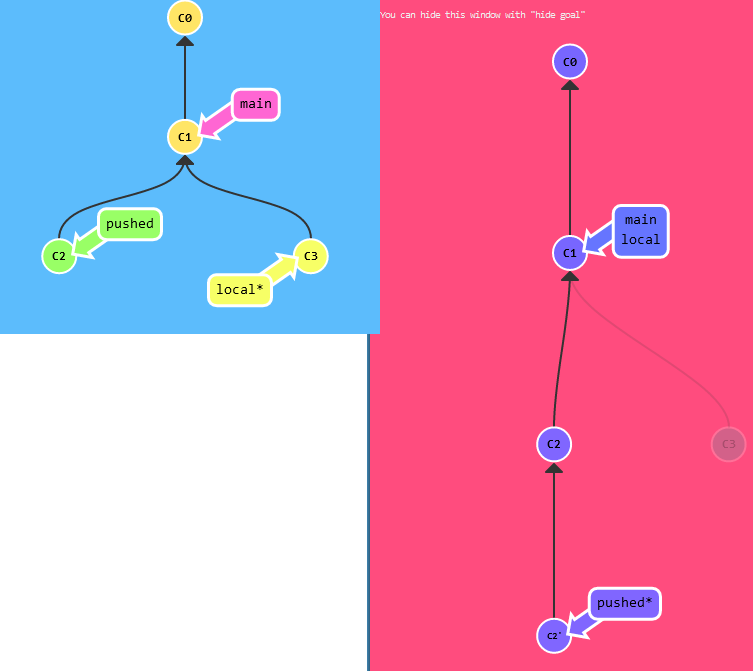 C0
main
C1
pushed
C2
C3
local*
You can hide this window with "hide goal"
C0
main
local
C1
C2
C3
pushed*
C2'